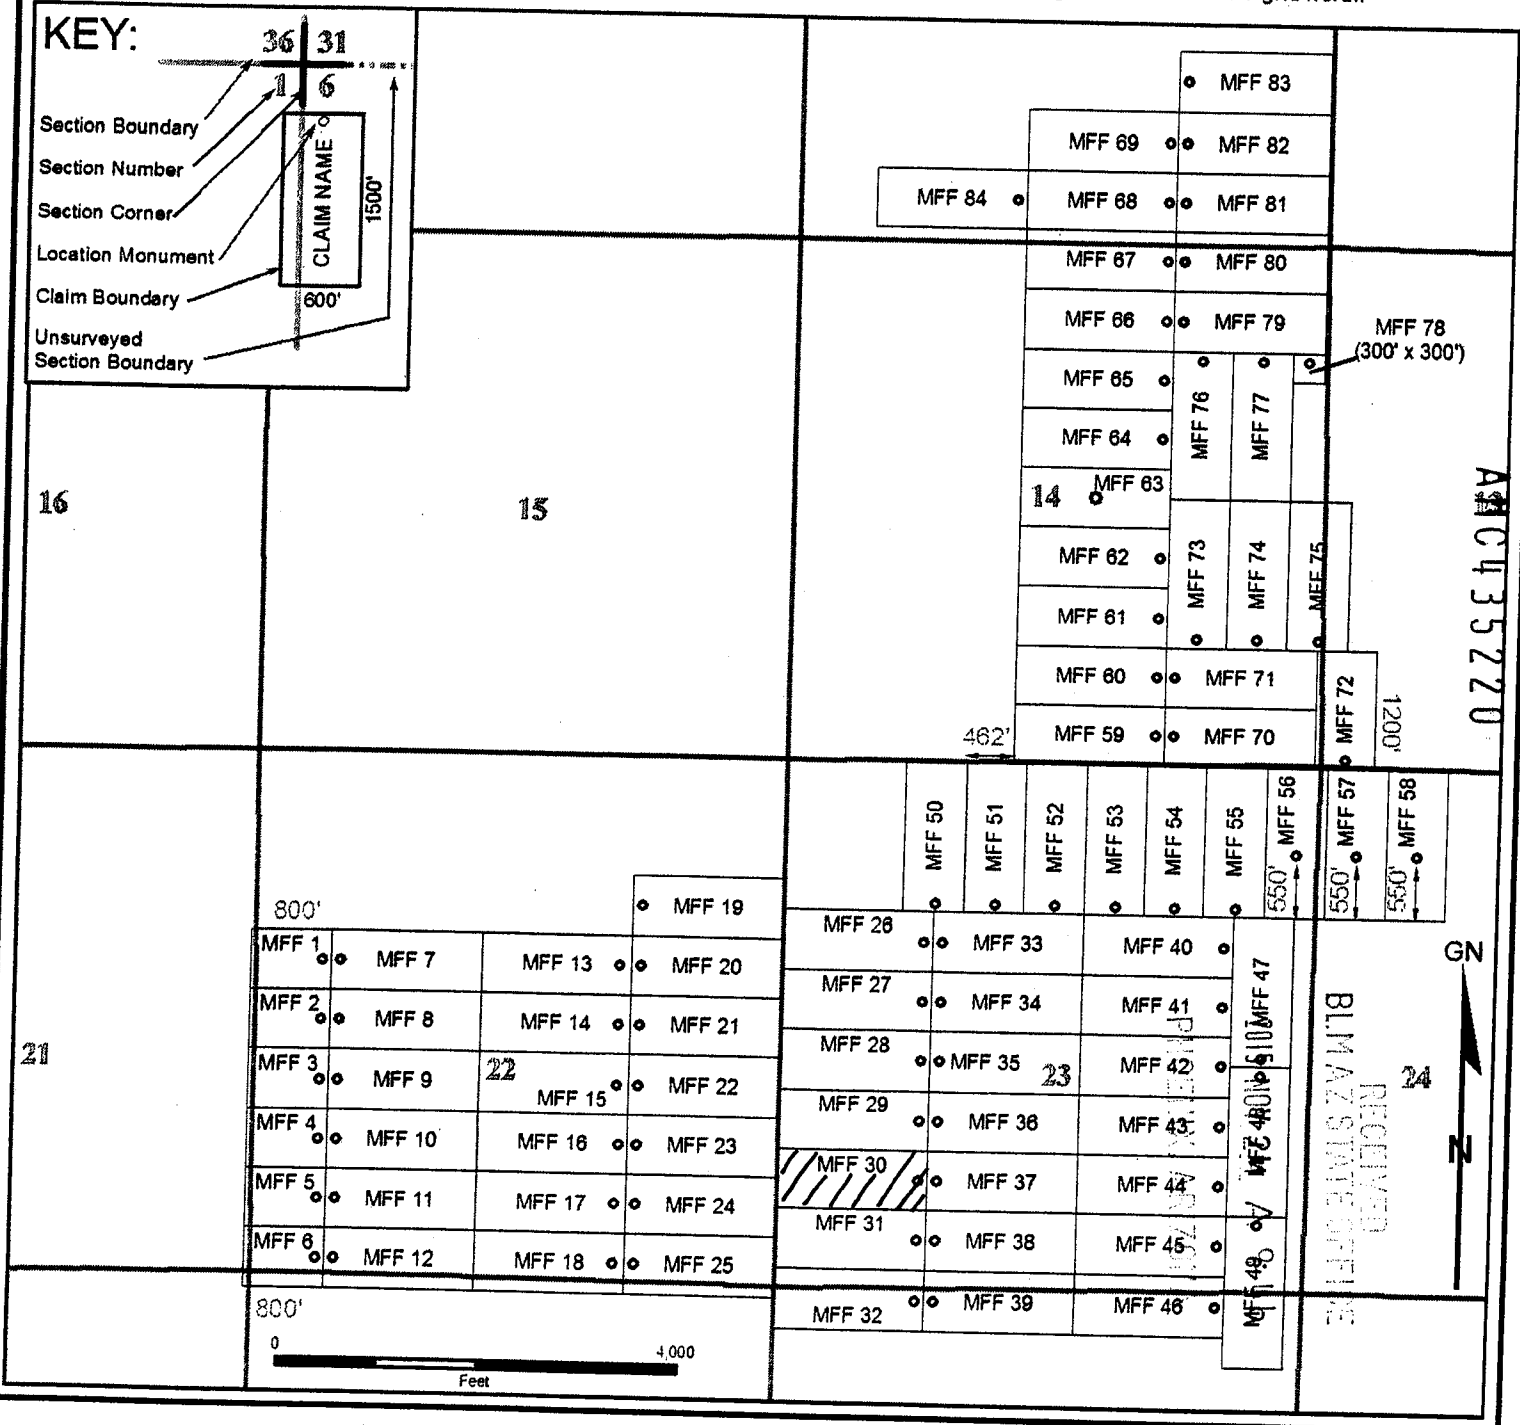 KEY:
36 31
1 6
Section Boundary
Section Number
Section Corner
Location Monument
Claim Boundary
Unsurveyed
Section Boundary
CLAIM NAME
1500'
600'
MFF 83
MFF 69 MFF 82
MFF 84 MFF 68 MFF 81
MFF 67 MFF 80
MFF 66 MFF 79
MFF 78
(300' x 300')
MFF 65
MFF 76
MFF 77
MFF 64
16
15
14
MFF 63
MFF 62
MFF 73
MFF 74
MFF 75
MFF 61
MFF 60 MFF 71
MFF 72
1200'
MFF 59 MFF 70
462'
MFF 50
MFF 51
MFF 52
MFF 53
MFF 54
MFF 55
MFF 56
MFF 57
MFF 58
550'
550'
550'
800'
MFF 19
MFF 26 MFF 33 MFF 40
MFF 1 MFF 7 MFF 13 MFF 20
MFF 27 MFF 34 MFF 41
MFF 47
MFF 2 MFF 8 MFF 14 MFF 21
MFF 28 MFF 35 23 MFF 42
21
22
24
MFF 3 MFF 9 MFF 15 MFF 22
MFF 29 MFF 36 MFF 43
MFF 48
MFF 4 MFF 10 MFF 16 MFF 23
MFF 30 MFF 37 MFF 44
MFF 5 MFF 11 MFF 17 MFF 24
MFF 31 MFF 38 MFF 45
MFF 49
MFF 6 MFF 12 MFF 18 MFF 25
MFF 32 MFF 39 MFF 46
800'
0 4,000
Feet
GN
N
RECEIVED
BLM AZ STATE OFFICE
C435220